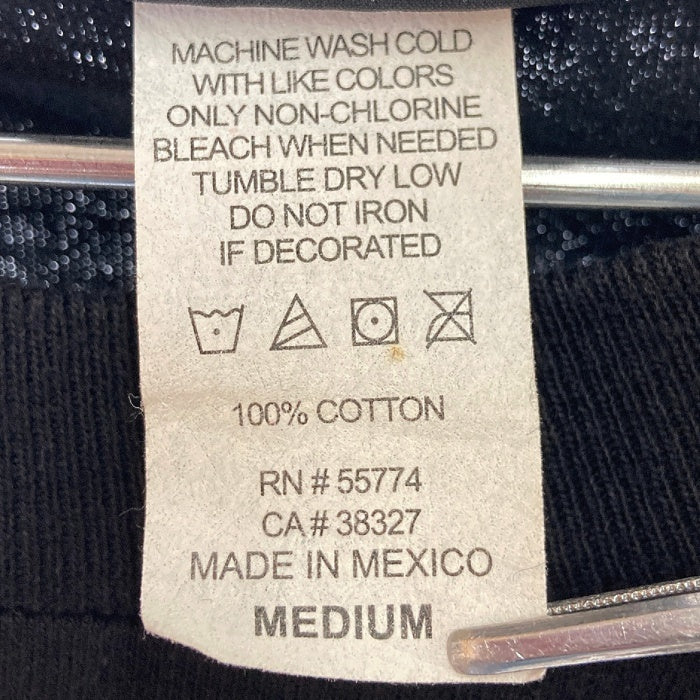 MACHINE WASH COLD
WITH LIKE COLORS
ONLY NON-CHLORINE
BLEACH WHEN NEEDED
TUMBLE DRY LOW
DO NOT IRON
IF DECORATED
100% COTTON
RN # 55774
CA # 38327
MADE IN MEXICO
MEDIUM